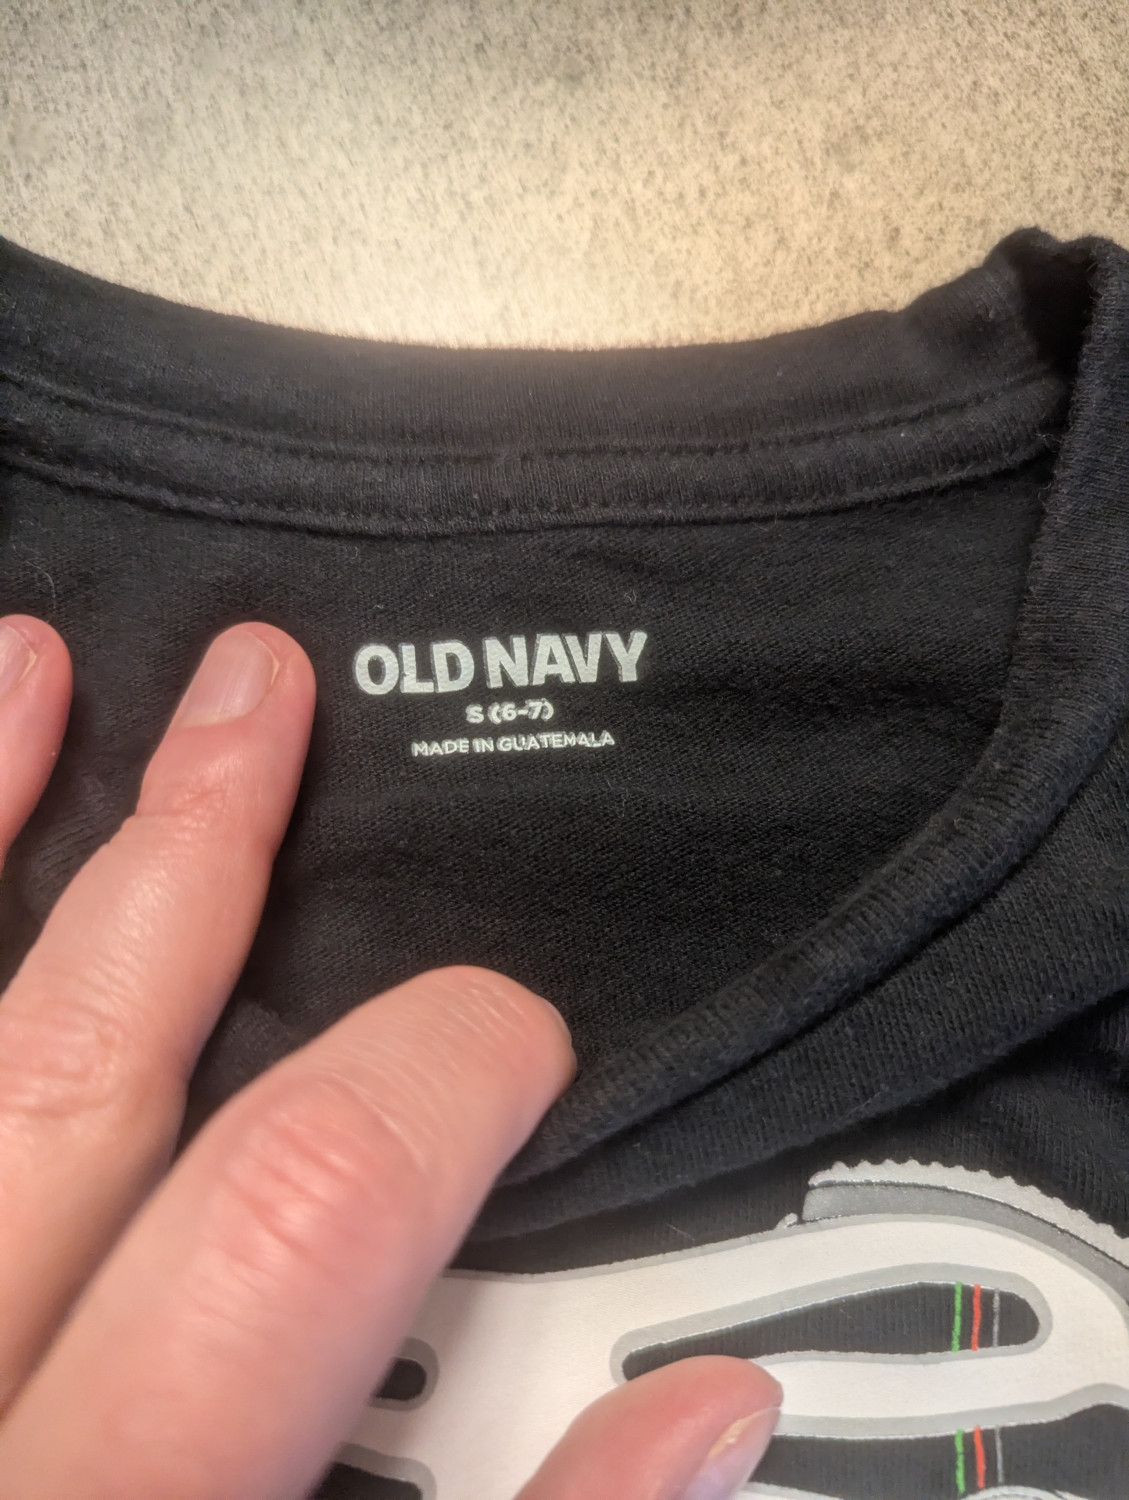 OLD NAVY
S (6-7)
MADE IN GUATEMALA